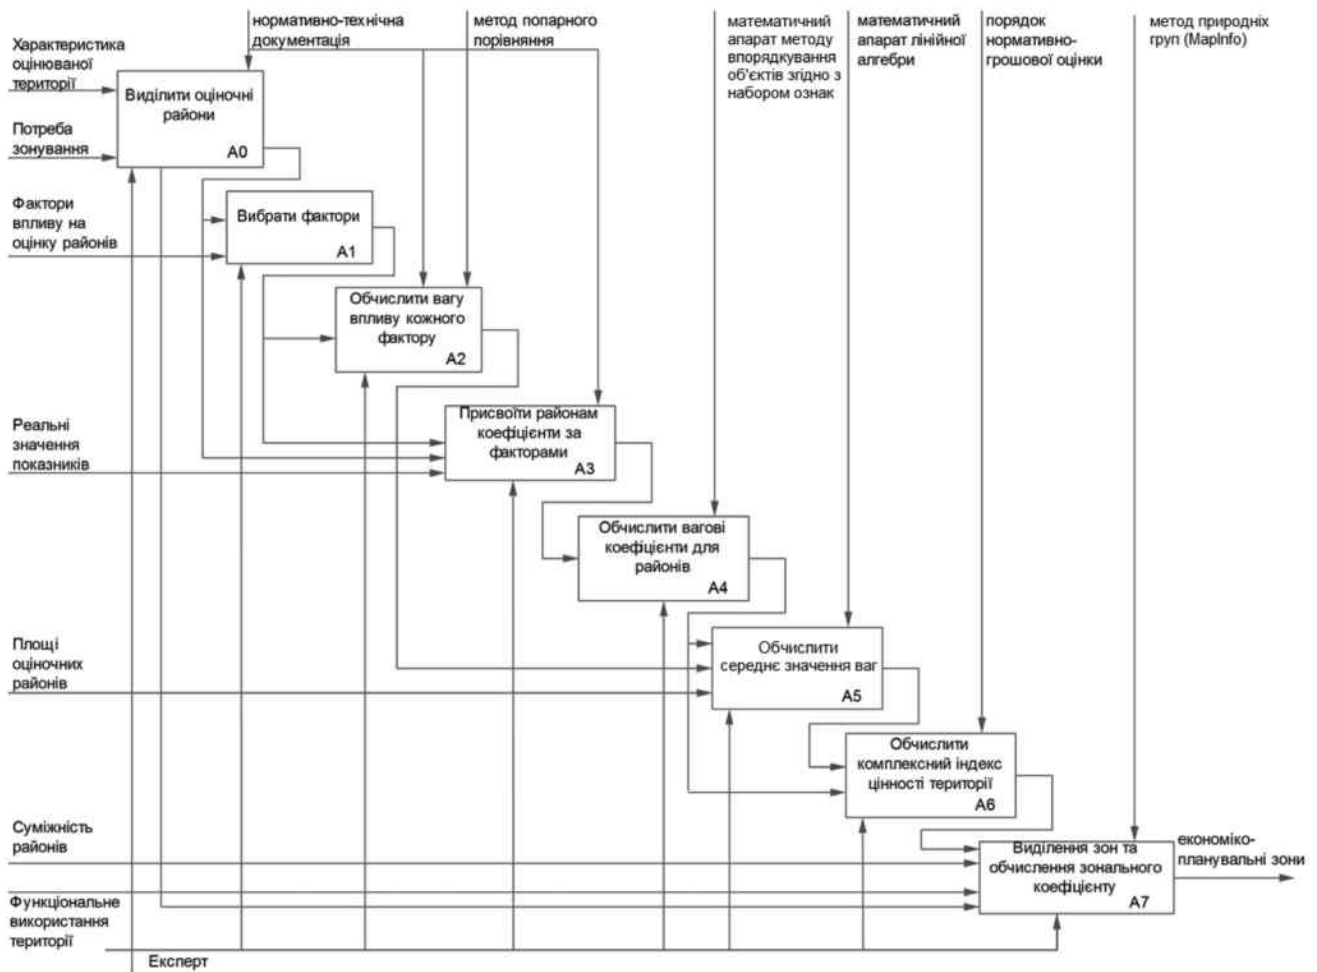 нормативно-технічна
документація
метод попарного
порівняння
математичний
апарат методу
впорядкування
об'єктів згідно з
набором ознак
математичний
апарат лінійної
алгебри
порядок
нормативно-
грошової оцінки
метод природніх
груп (MapInfo)
Характеристика
оцінюваної
території
Потреба
зонування
Виділити оціночні
райони
A0
Фактори
впливу на
оцінку районів
Вибрати фактори
A1
Обчислити вагу
впливу кожного
фактору
A2
Реальні
значення
показників
Присвоїти районам
коефіцієнти за
факторами
A3
Обчислити вагові
коефіцієнти для
районів
A4
Площі
оціночних
районів
Обчислити
середнє значення ваг
A5
Обчислити
комплексний індекс
цінності території
A6
Суміжність
районів
Виділення зон та
обчислення зонального
коефіцієнту
A7
економіко-
планувальні зони
Функціональне
використання
території
Експерт